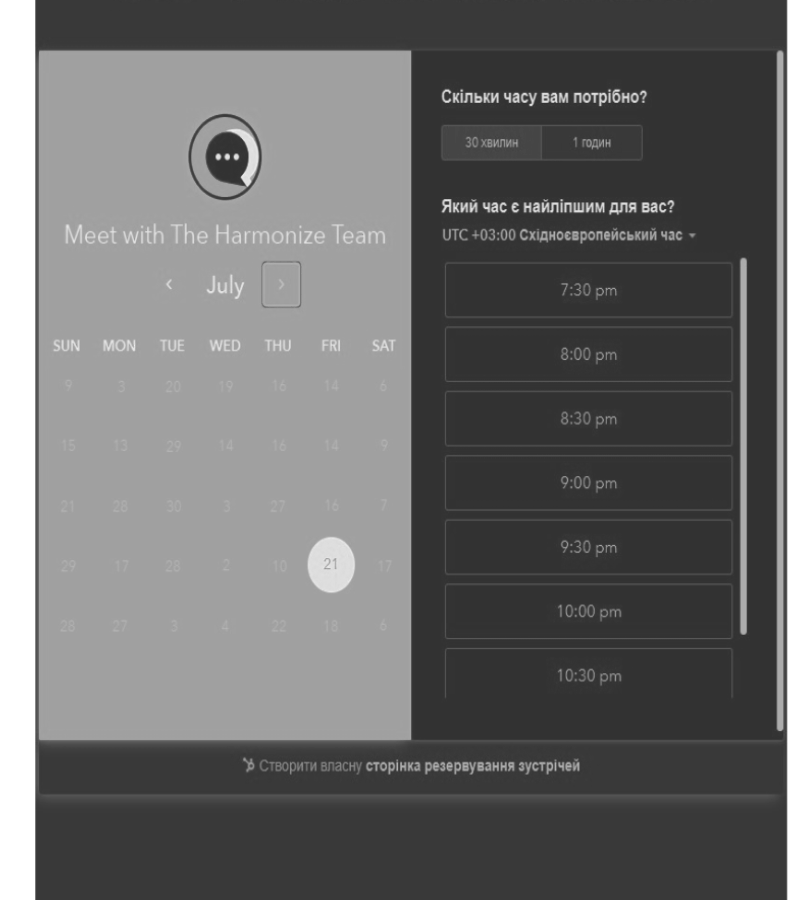 Meet with The Harmonize Team
July
SUN MON TUE WED THU FRI SAT
9 3 20 19 16 14 6
15 13 29 14 16 14 9
21 28 30 3 27 16 7
29 17 28 2 10 21 17
28 27 3 4 22 18 6
Скільки часу вам потрібно?
30 хвилин 1 годин
Який час є найліпшим для вас?
UTC +03:00 Східноєвропейський час
7:30 pm
8:00 pm
8:30 pm
9:00 pm
9:30 pm
10:00 pm
10:30 pm
Створити власну сторінка резервування зустрічей